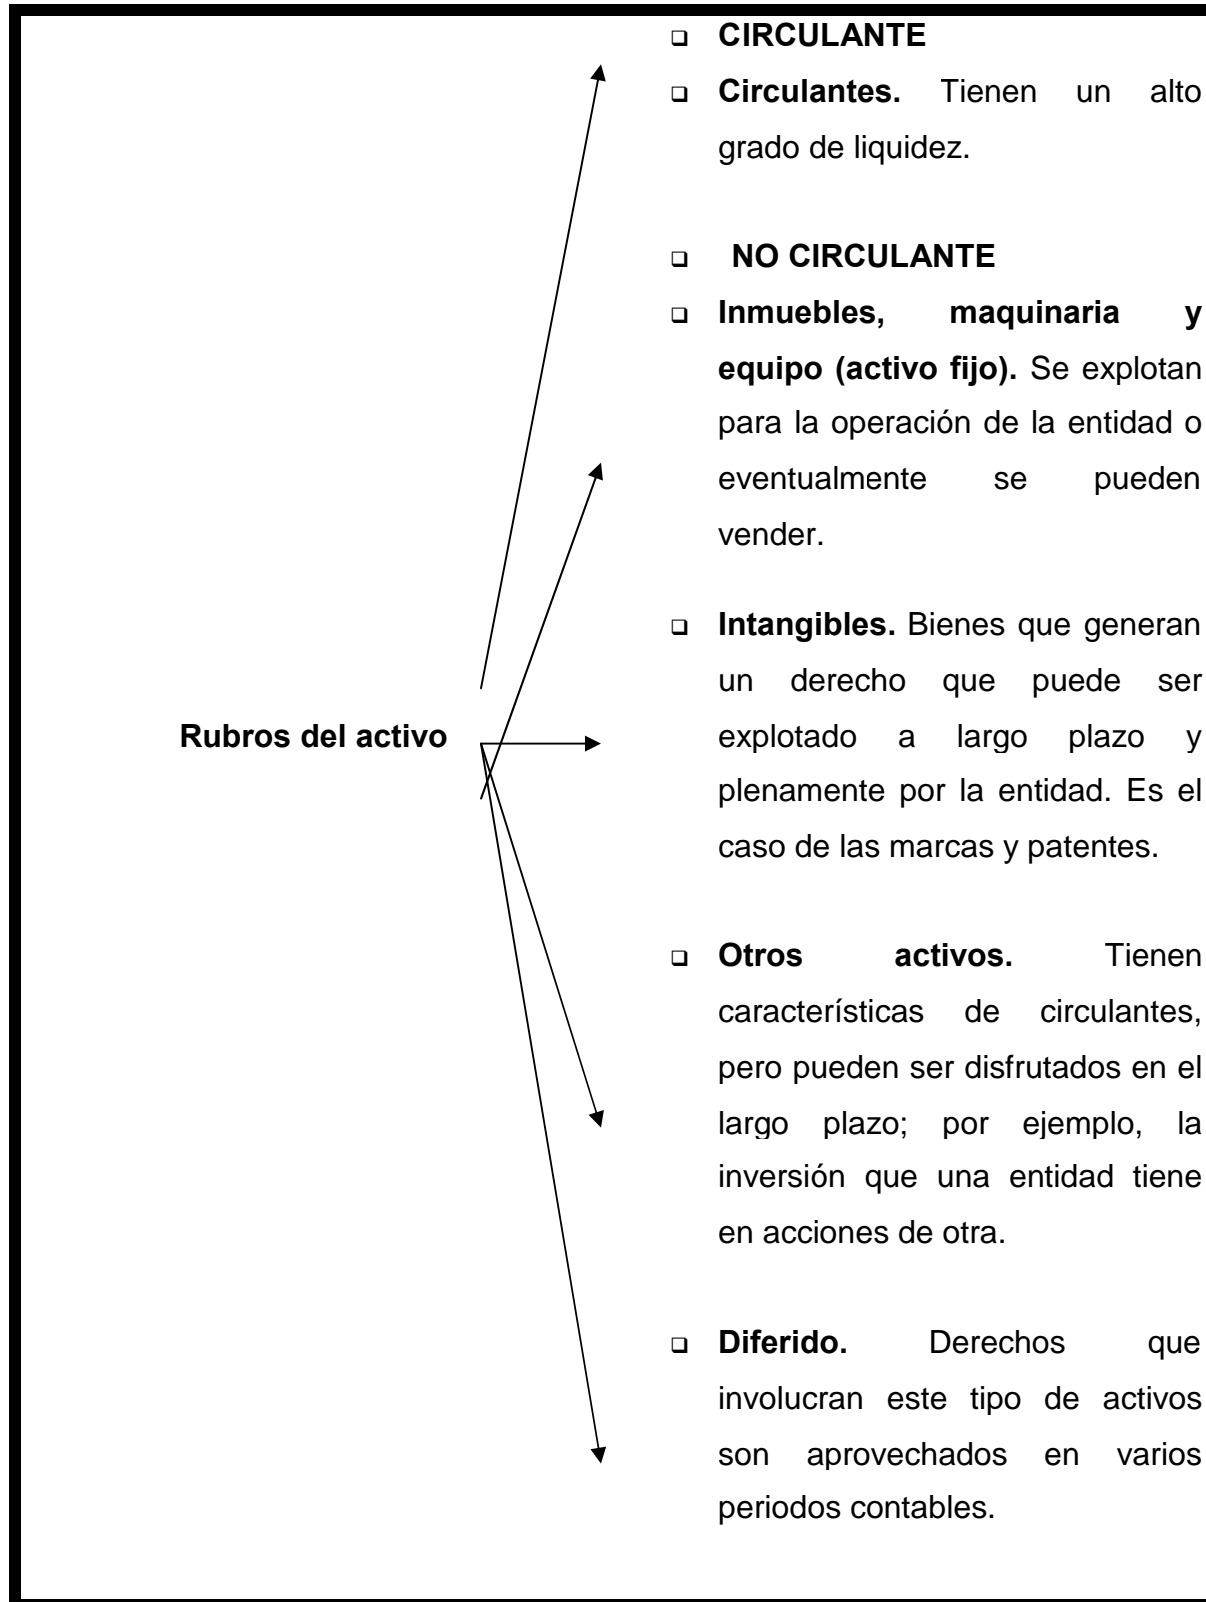 ❑ CIRCULANTE
❑ Circulantes. Tienen un alto
grado de liquidez.
❑ NO CIRCULANTE
❑ Inmuebles, maquinaria y
equipo (activo fijo). Se explotan
para la operación de la entidad o
eventualmente se pueden
vender.
❑ Intangibles. Bienes que generan
un derecho que puede ser
Rubros del activo
explotado a largo plazo y
plenamente por la entidad. Es el
caso de las marcas y patentes.
❑ Otros activos. Tienen
características de circulantes,
pero pueden ser disfrutados en el
largo plazo; por ejemplo, la
inversión que una entidad tiene
en acciones de otra.
❑ Diferido. Derechos que
involucran este tipo de activos
son aprovechados en varios
periodos contables.